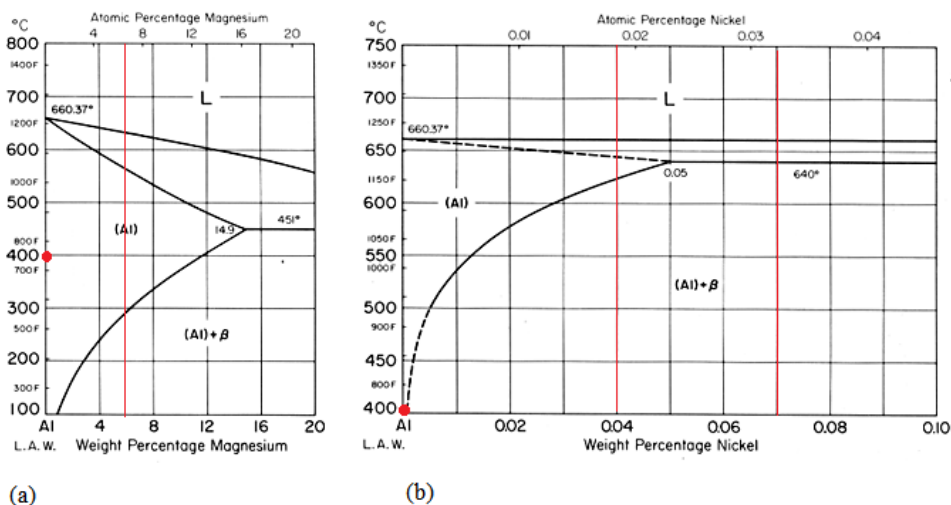 Atomic Percentage Magnesium
°C 4 8 12 16 20
800
1400F
700
660.37°
1200F
600
1000F
500
800F
400
700F
300
500F
200
300F
100
L
(Al)
14.9
451°
(Al)+β
Al 4 8 12 16 20
L.A.W. Weight Percentage Magnesium
(a)
Atomic Percentage Nickel
°C 0.01 0.02 0.03 0.04
750
1350F
700
1250F
660.37°
650
1150F
600
1050F
550
1000F
500
900F
450
800F
400
L
(Al)
0.05
640°
(Al)+β
Al 0.02 0.04 0.06 0.08 0.10
L.A.W. Weight Percentage Nickel
(b)